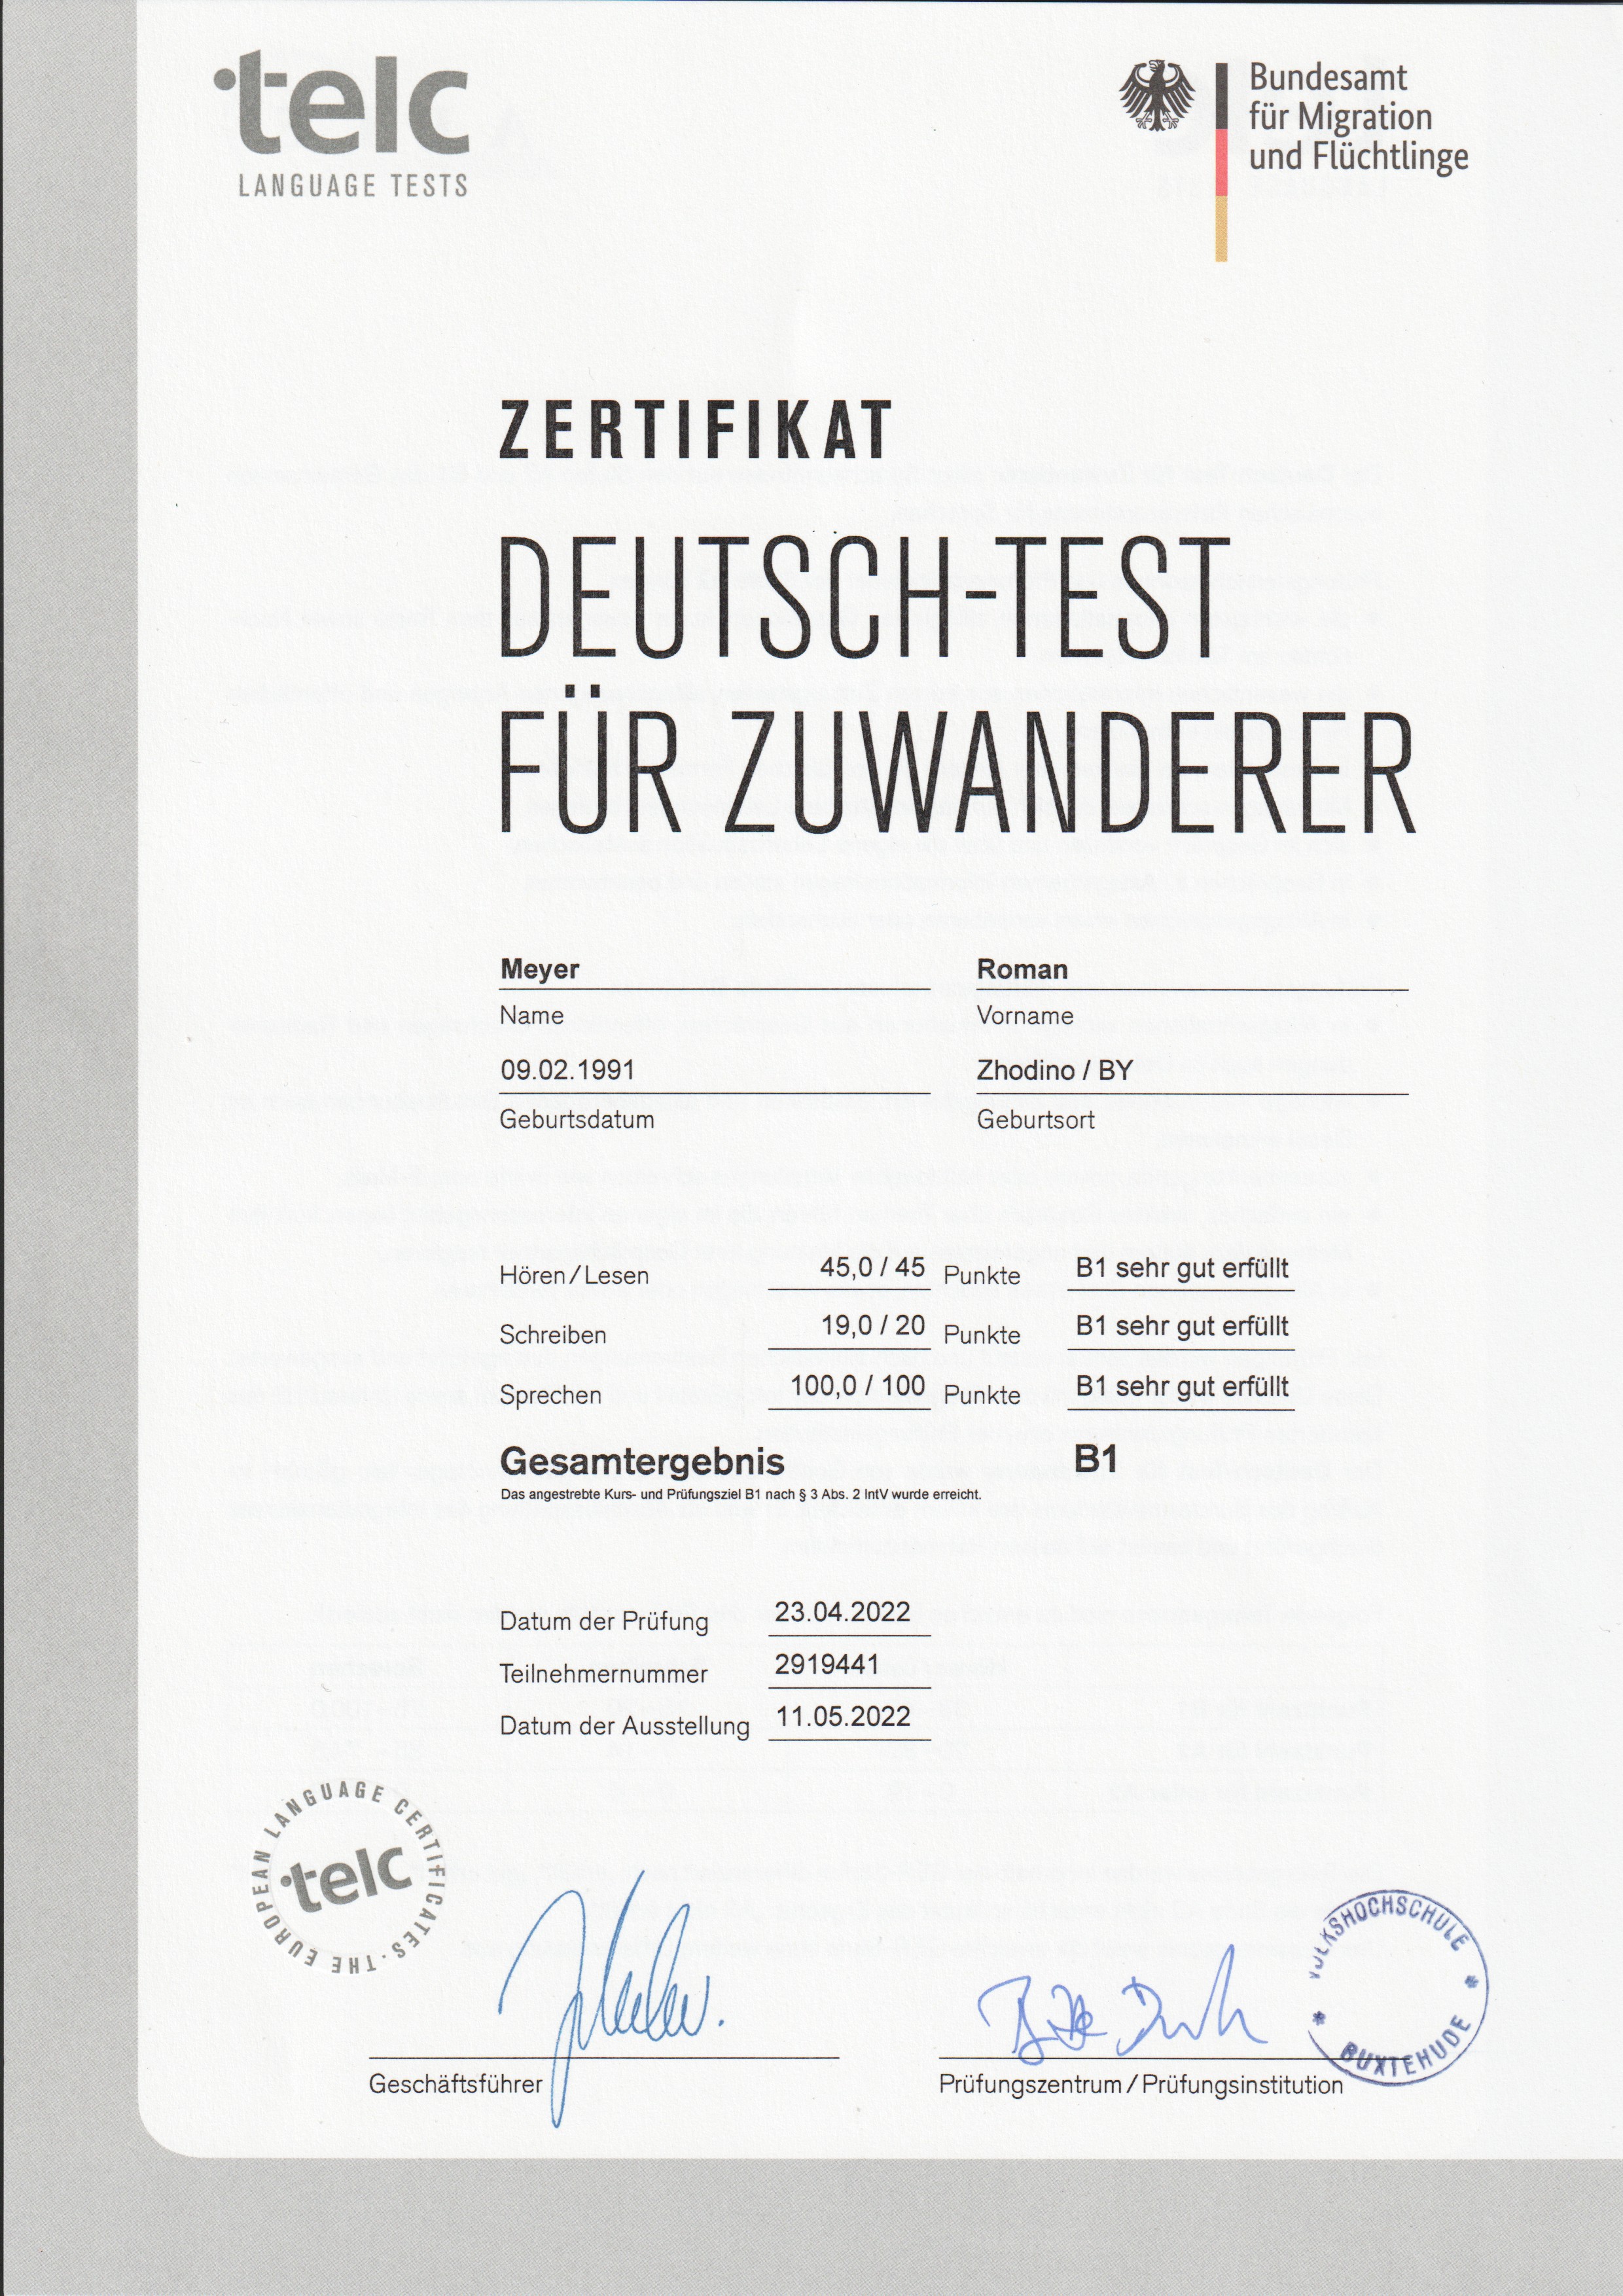 telc
LANGUAGE TESTS
Bundesamt
für Migration
und Flüchtlinge
ZERTIFIKAT
DEUTSCH-TEST
FÜR ZUWANDERER
Meyer Roman
Name Vorname
09.02.1991 Zhodino / BY
Geburtsdatum Geburtsort
Hören / Lesen 45,0 / 45 Punkte B1 sehr gut erfüllt
Schreiben 19,0 / 20 Punkte B1 sehr gut erfüllt
Sprechen 100,0 / 100 Punkte B1 sehr gut erfüllt
Gesamtergebnis B1
Das angestrebte Kurs- und Prüfungsziel B1 nach § 3 Abs. 2 IntV wurde erreicht.
Datum der Prüfung 23.04.2022
Teilnehmernummer 2919441
Datum der Ausstellung 11.05.2022
telc
THE EUROPEAN LANGUAGE CERTIFICATES
VOLKSHOCHSCHULE
BUXTEHUDE
Geschäftsführer Prüfungszentrum / Prüfungsinstitution